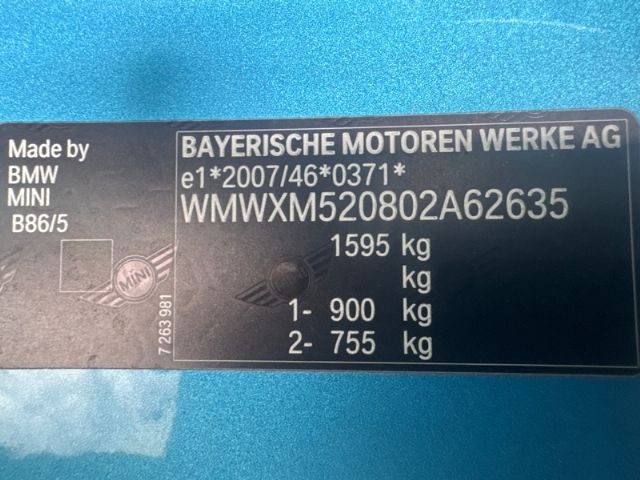 Made by
BMW
MINI
B86/5
MINI
7 263 981
BAYERISCHE MOTOREN WERKE AG
e1*2007/46*0371*
WMWXM520802A62635
1595 kg
kg
1- 900 kg
2- 755 kg